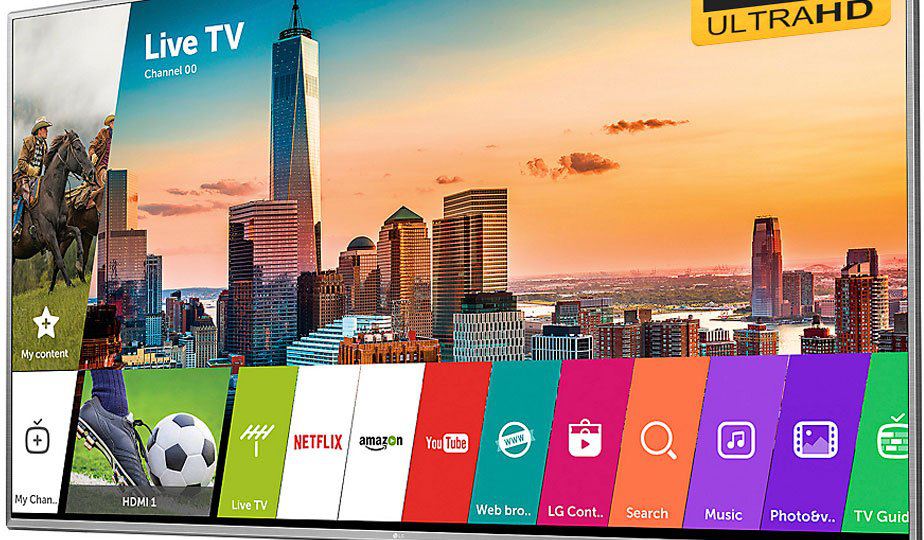 ULTRAHD
Live TV
Channel 00
My content
My Chan..
HDMI 1
Live TV
NETFLIX
amazon
YouTube
WWW
Web bro..
LG Cont..
Search
Music
Photo&v..
TV Guid
LG